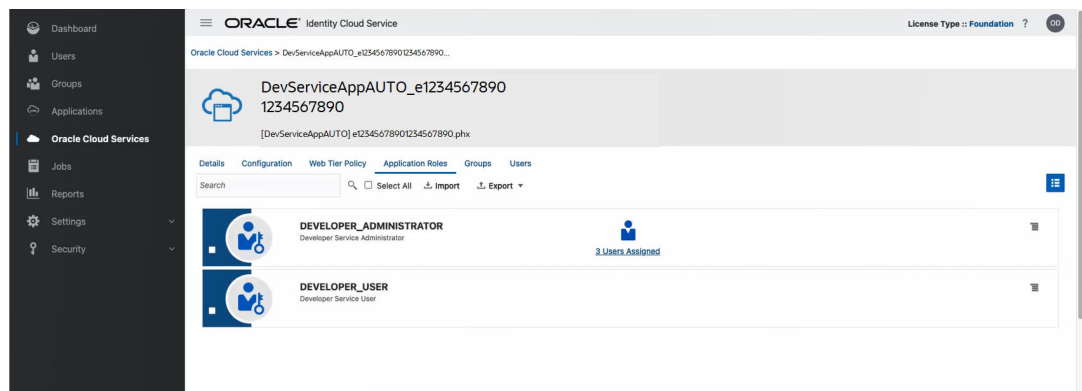 Dashboard
Users
Groups
Applications
Oracle Cloud Services
Jobs
Reports
Settings
Security
ORACLE® Identity Cloud Service
License Type :: Foundation ? OD
Oracle Cloud Services > DevServiceAppAUTO_e12345678901234567890...
DevServiceAppAUTO_e1234567890
1234567890
[DevServiceAppAUTO] e12345678901234567890.phx
Details Configuration Web Tier Policy Application Roles Groups Users
Search Select All Import Export
DEVELOPER_ADMINISTRATOR
Developer Service Administrator
3 Users Assigned
DEVELOPER_USER
Developer Service User